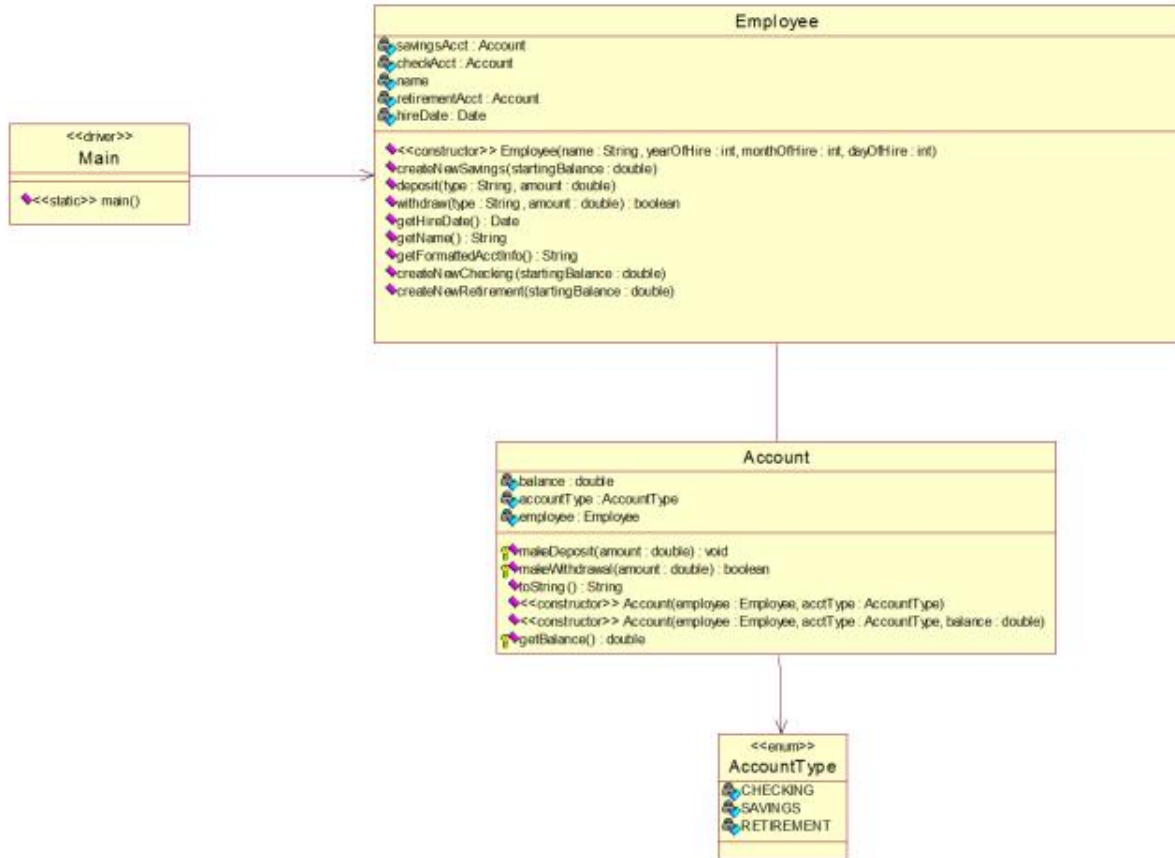 Employee
savingsAcct : Account
checkAcct : Account
name
retirementAcct : Account
hireDate : Date
<<constructor>> Employee(name : String, yearOfHire : int, monthOfHire : int, dayOfHire : int)
createNewSavings(startingBalance : double)
deposit(type : String, amount : double)
withdraw(type : String, amount : double) : boolean
getHireDate() : Date
getName() : String
getFormattedAcctInfo() : String
createNewChecking(startingBalance : double)
createNewRetirement(startingBalance : double)
<<driver>>
Main
<<static>> main()
Account
balance : double
accountType : AccountType
employee : Employee
makeDeposit(amount : double) : void
makeWithdrawal(amount : double) : boolean
toString() : String
<<constructor>> Account(employee : Employee, acctType : AccountType)
<<constructor>> Account(employee : Employee, acctType : AccountType, balance : double)
getBalance() : double
<<enum>>
AccountType
CHECKING
SAVINGS
RETIREMENT